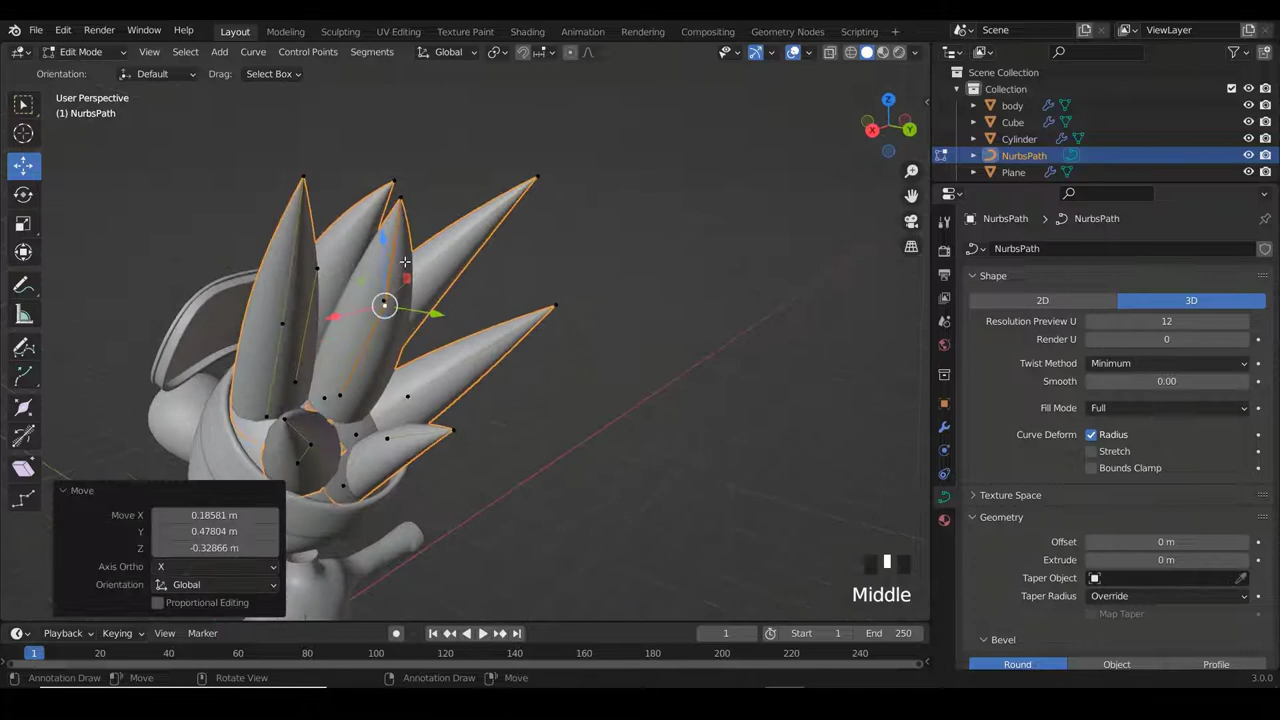 File Edit Render Window Help
Layout Modeling Sculpting UV Editing Texture Paint Shading Animation Rendering Compositing Scripting +
Scene
ViewLayer
Edit Mode View Select Add Curve Control Points Segments
Global
Orientation: Default Drag: Select Box
User Perspective
(1) NurbsPath
Z
X
Y
Scene Collection
Collection
body
Cube
Cylinder
NurbsPath
Plane
NurbsPath NurbsPath
NurbsPath
Shape
2D 3D
Resolution Preview U 12
Render U 0
Twist Method Minimum
Smooth 0.00
Fill Mode Full
Curve Deform Radius
Stretch
Bounds Clamp
Texture Space
Geometry
Offset 0 m
Extrude 0 m
Taper Object
Taper Radius Override
Map Taper
Bevel
Round Object Profile
Move
Move X 0.18581 m
Y 0.47804 m
Z -0.32866 m
Axis Ortho X
Orientation Global
Proportional Editing
Middle
Playback Keying View Marker
1 Start 1 End 250
1 20 40 60 80 100 120 140 160 180 200 220 240
Annotation Draw Move Rotate View Annotation Draw Move
3.0.0